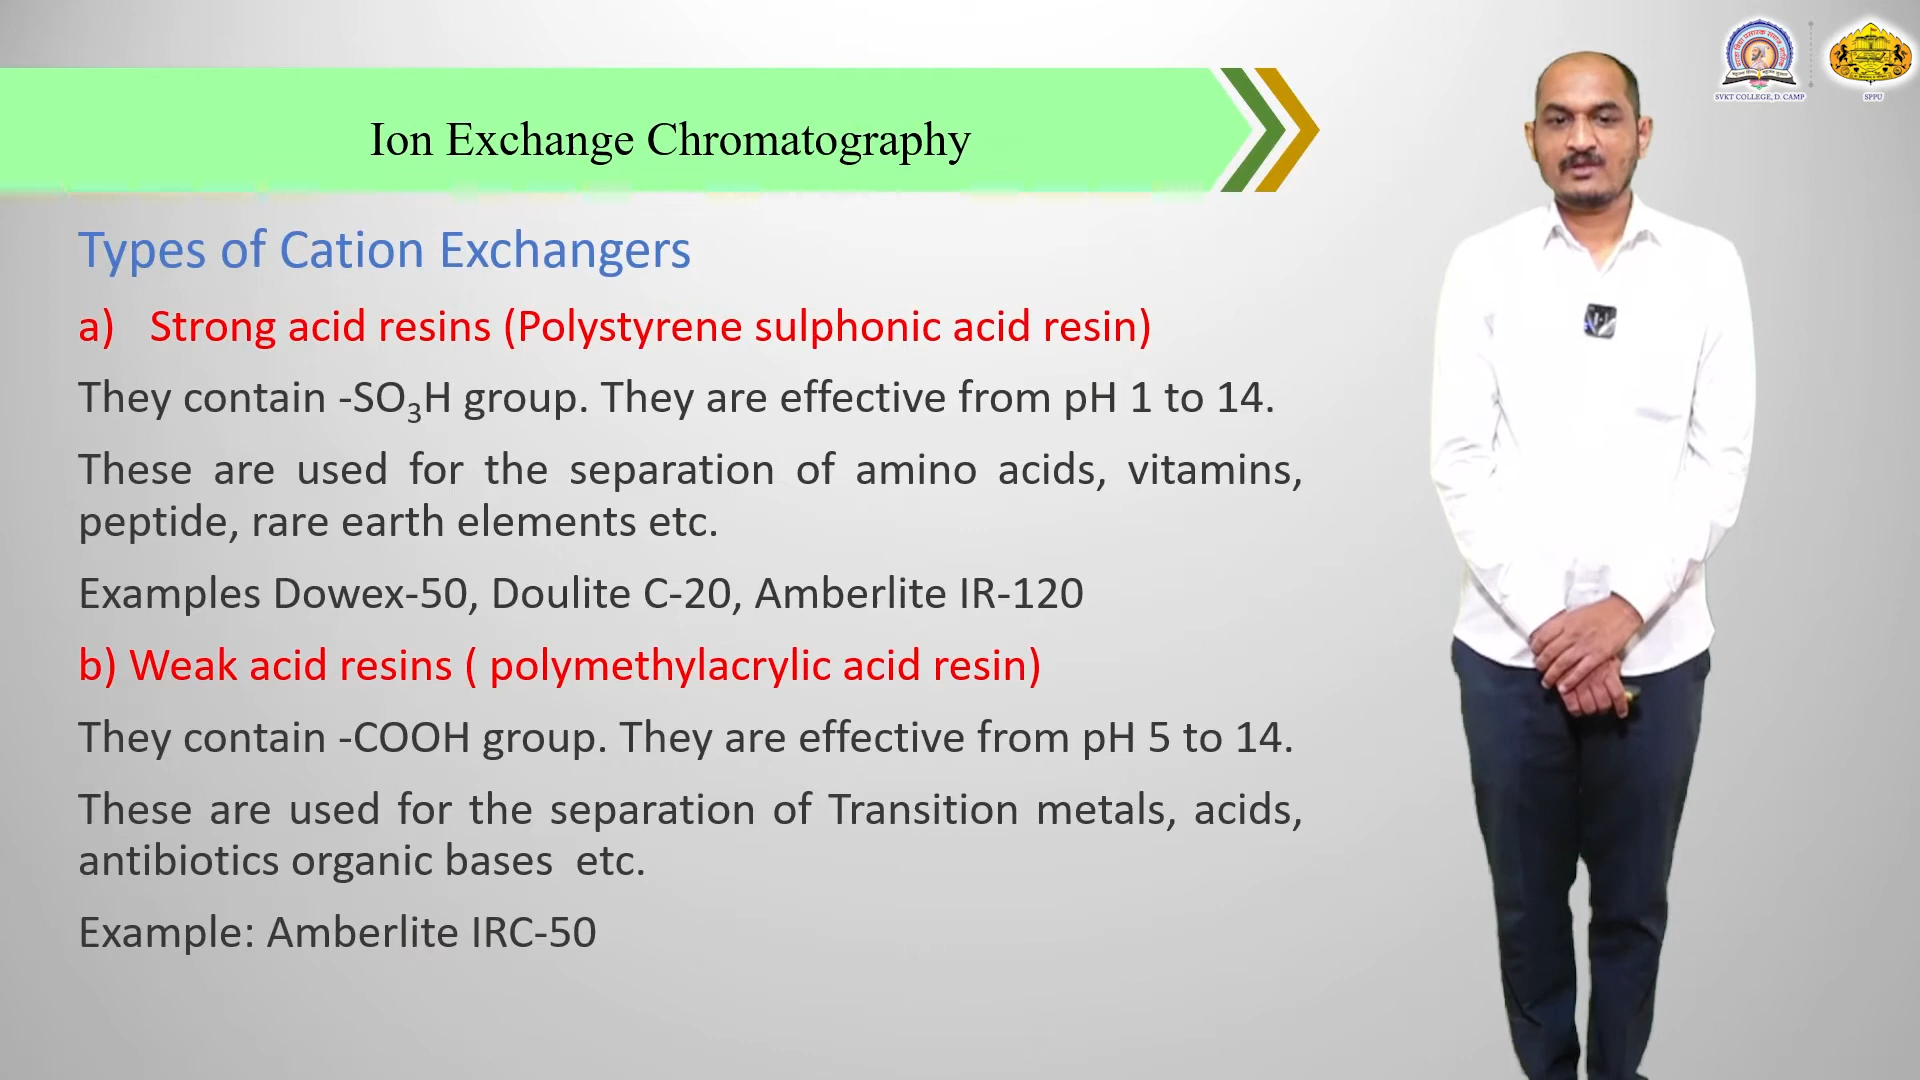 Ion Exchange Chromatography
SVKT COLLEGE, D. CAMP
SPPU
Types of Cation Exchangers
a) Strong acid resins (Polystyrene sulphonic acid resin)
They contain -SO₃H group. They are effective from pH 1 to 14.
These are used for the separation of amino acids, vitamins,
peptide, rare earth elements etc.
Examples Dowex-50, Doulite C-20, Amberlite IR-120
b) Weak acid resins ( polymethylacrylic acid resin)
They contain -COOH group. They are effective from pH 5 to 14.
These are used for the separation of Transition metals, acids,
antibiotics organic bases etc.
Example: Amberlite IRC-50